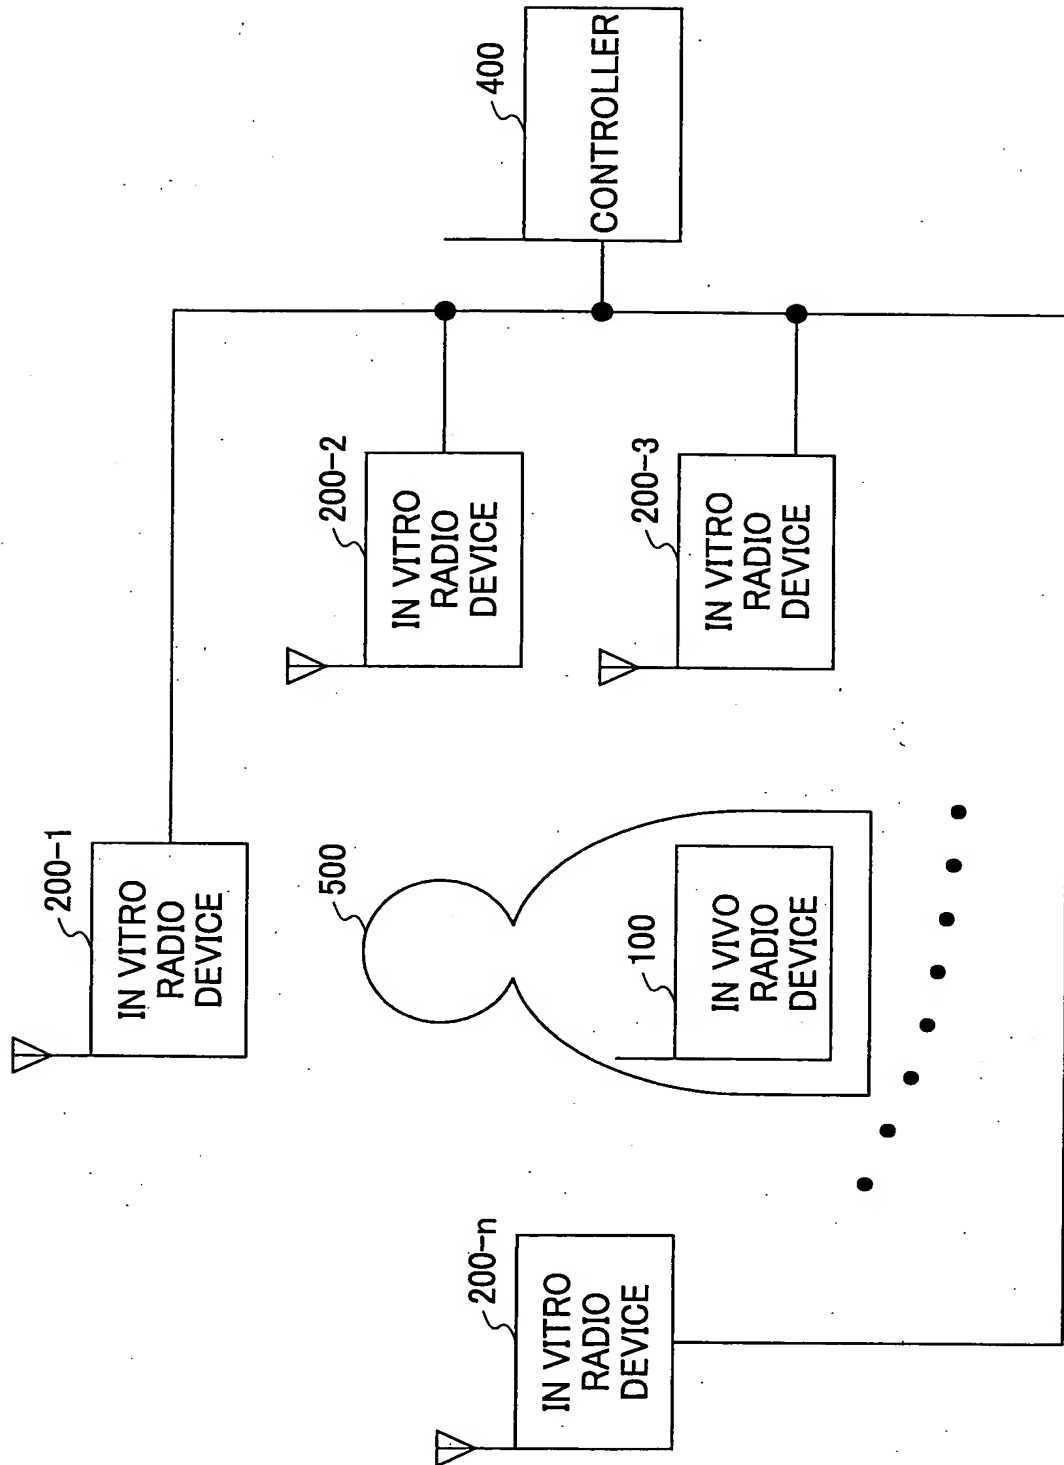 200-1
IN VITRO
RADIO
DEVICE
200-2
IN VITRO
RADIO
DEVICE
200-3
IN VITRO
RADIO
DEVICE
400
CONTROLLER
500
100
IN VIVO
RADIO
DEVICE
200-n
IN VITRO
RADIO
DEVICE